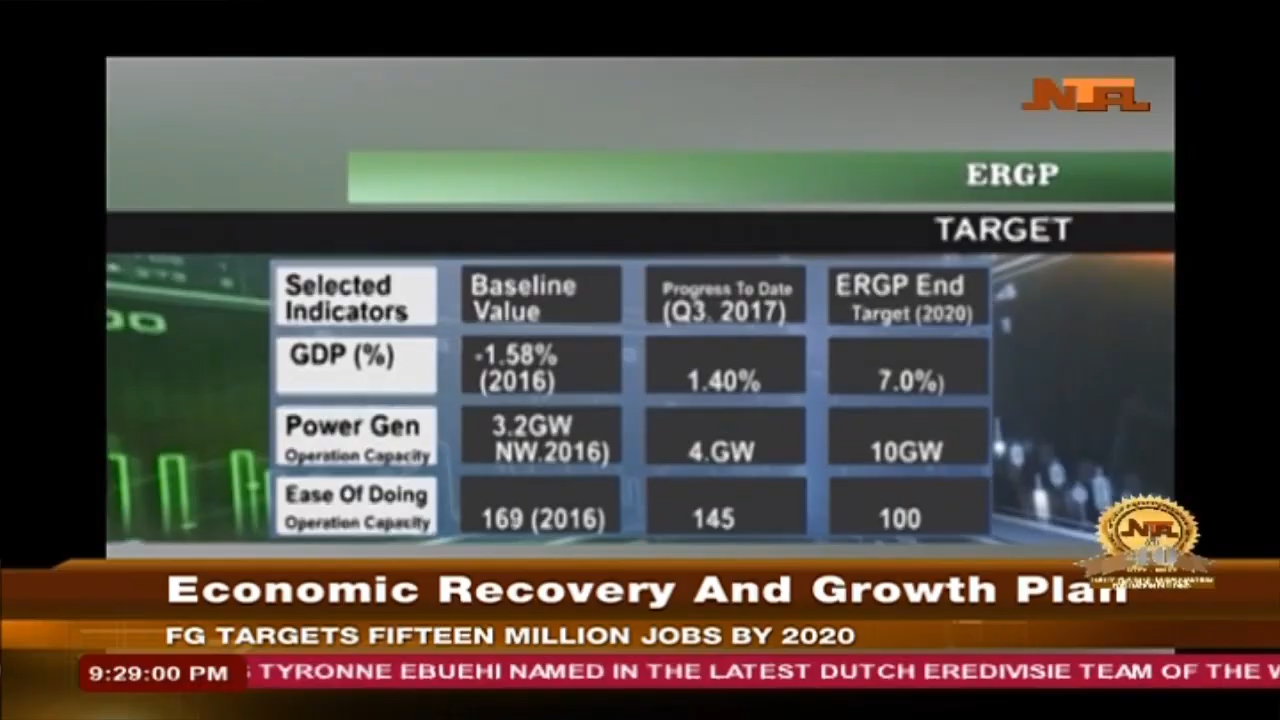 NTA
ERGP
TARGET
Selected Indicators
Baseline Value
Progress To Date (Q3. 2017)
ERGP End Target (2020)
GDP (%)
-1.58% (2016)
1.40%
7.0%)
Power Gen Operation Capacity
3.2GW NW.2016)
4.GW
10GW
Ease Of Doing Operation Capacity
169 (2016)
145
100
NTA
Economic Recovery And Growth Plan
FG TARGETS FIFTEEN MILLION JOBS BY 2020
9:29:00 PM
TYRONNE EBUEHI NAMED IN THE LATEST DUTCH EREDIVISIE TEAM OF THE